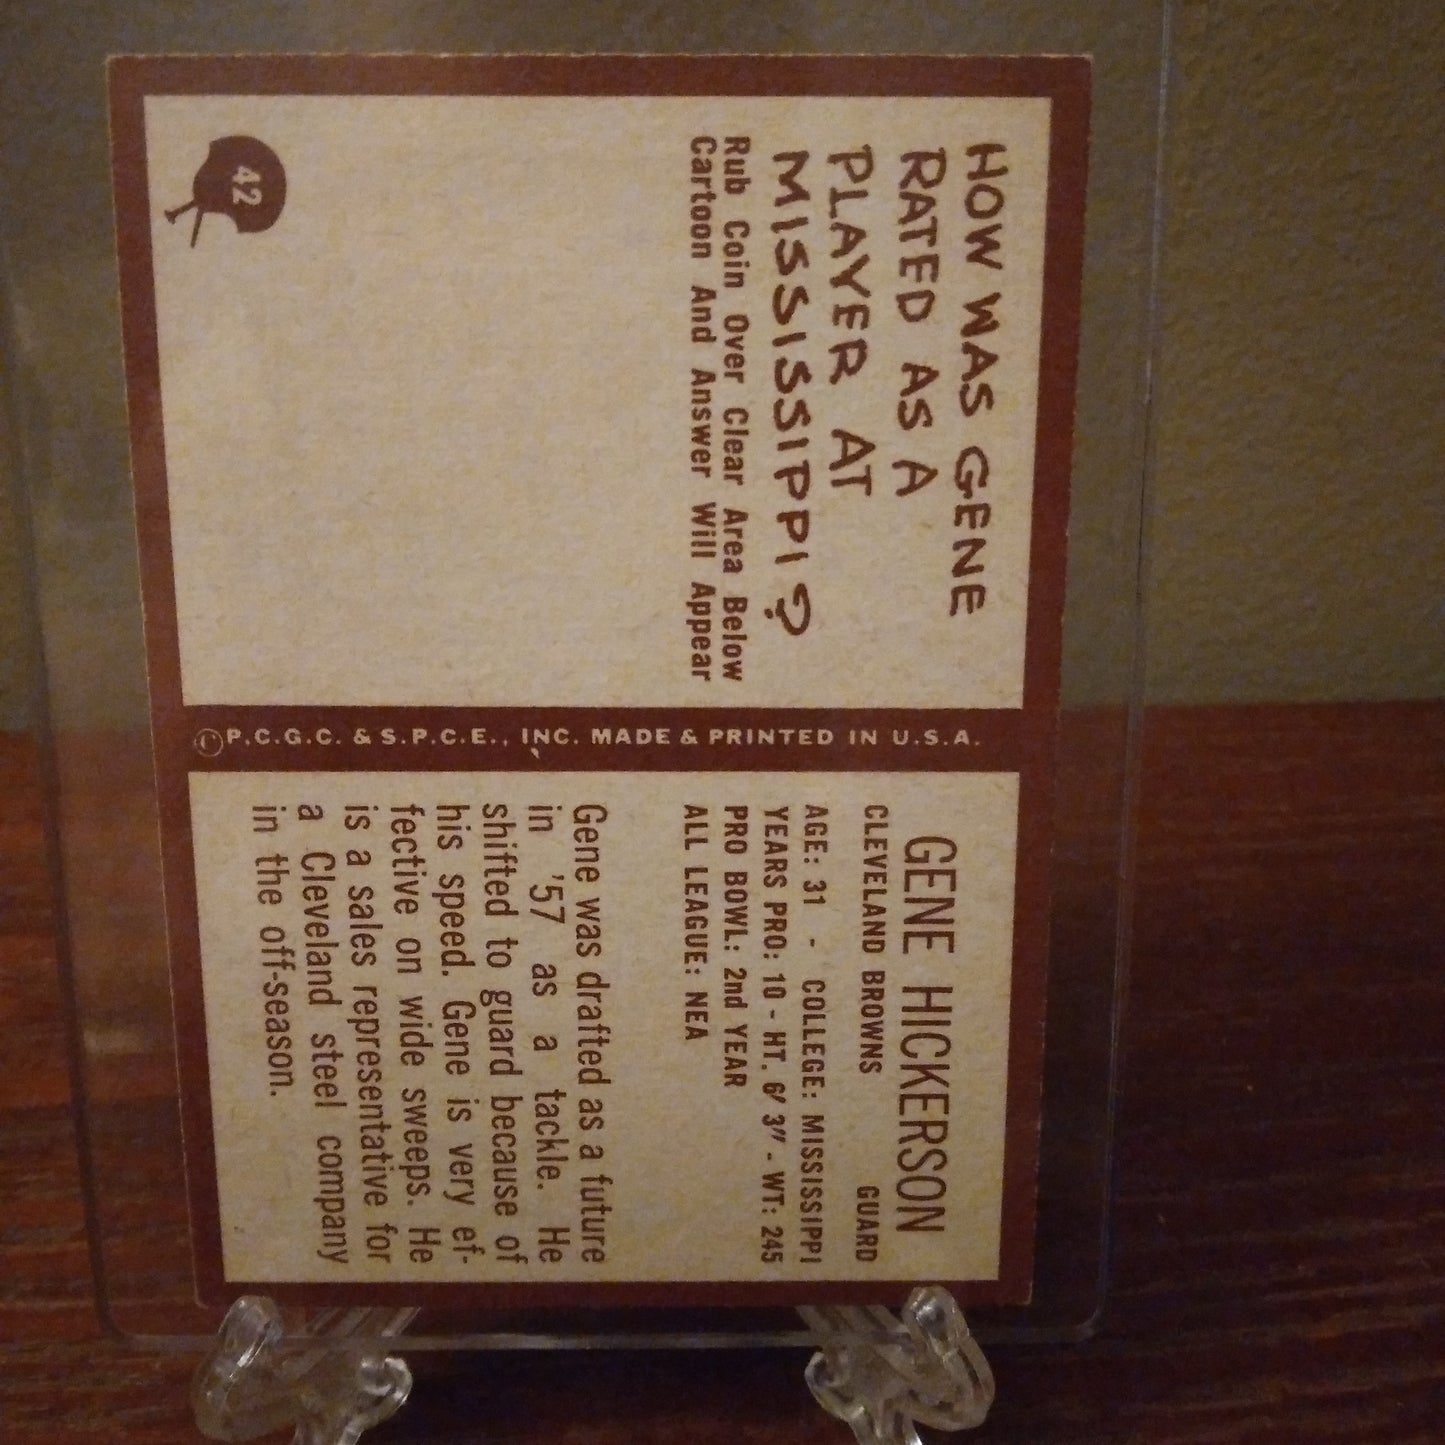 HOW WAS GENE
RATED AS A
PLAYER AT
MISSISSIPPI?
Rub Coin Over Clear Area Below
Cartoon And Answer Will Appear
42
©P.C.G.C. & S.P.C.E., INC. MADE & PRINTED IN U.S.A.
GENE HICKERSON
CLEVELAND BROWNS GUARD
AGE: 31 - COLLEGE: MISSISSIPPI
YEARS PRO: 10 - HT. 6' 3" - WT: 245
PRO BOWL: 2nd YEAR
ALL LEAGUE: NEA
Gene was drafted as a future
in '57 as a tackle. He
shifted to guard because of
his speed. Gene is very ef-
fective on wide sweeps. He
is a sales representative for
a Cleveland steel company
in the off-season.